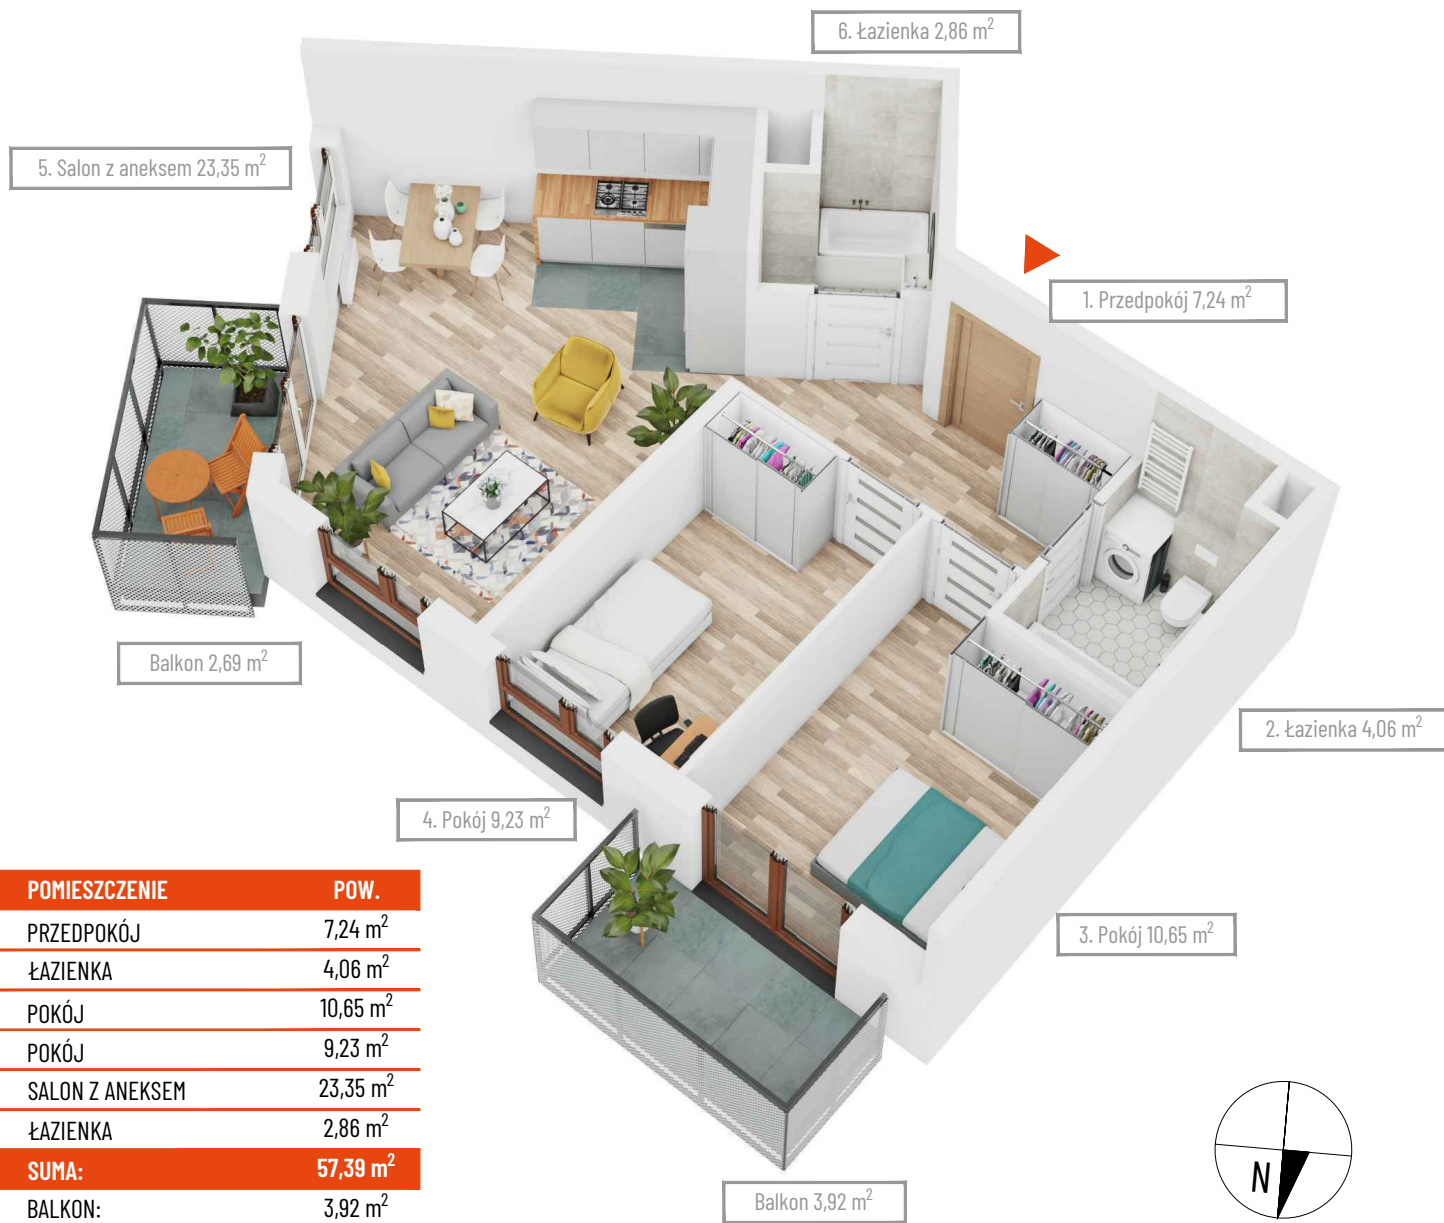 6. Łazienka 2,86 m²
5. Salon z aneksem 23,35 m²
1. Przedpokój 7,24 m²
Balkon 2,69 m²
2. Łazienka 4,06 m²
4. Pokój 9,23 m²
3. Pokój 10,65 m²
Balkon 3,92 m²
POMIESZCZENIE POW.
PRZEDPOKÓJ 7,24 m²
ŁAZIENKA 4,06 m²
POKÓJ 10,65 m²
POKÓJ 9,23 m²
SALON Z ANEKSEM 23,35 m²
ŁAZIENKA 2,86 m²
SUMA: 57,39 m²
BALKON: 3,92 m²
N